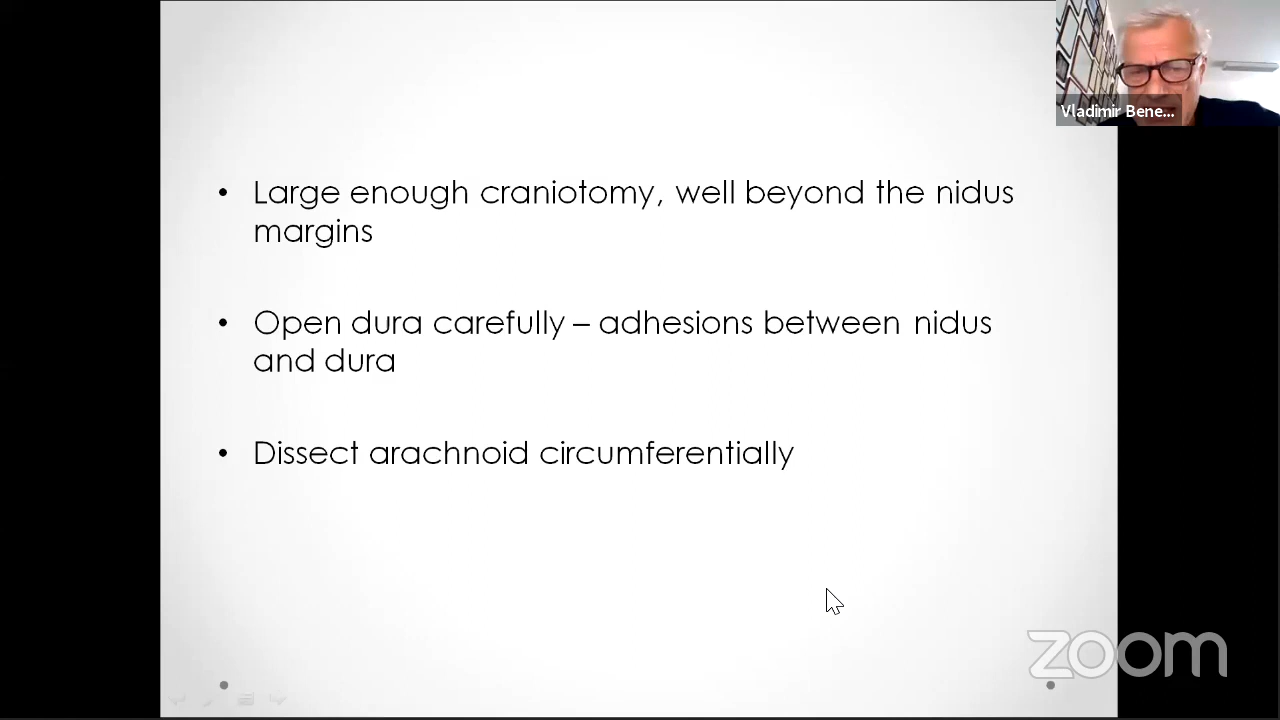 Vladimir Bene...
• Large enough craniotomy, well beyond the nidus
margins
• Open dura carefully – adhesions between nidus
and dura
• Dissect arachnoid circumferentially
zoom